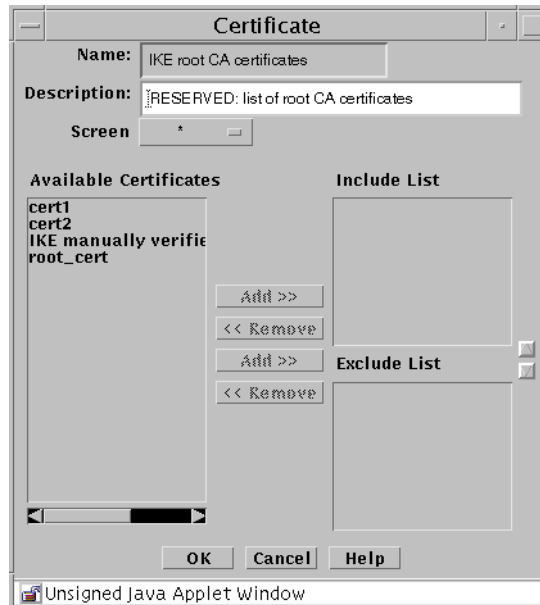 Certificate
Name: IKE root CA certificates
Description: RESERVED: list of root CA certificates
Screen *
Available Certificates
cert1
cert2
IKE manually verifie
root_cert
Add >>
<< Remove
Add >>
<< Remove
Include List
Exclude List
OK Cancel Help
Unsigned Java Applet Window